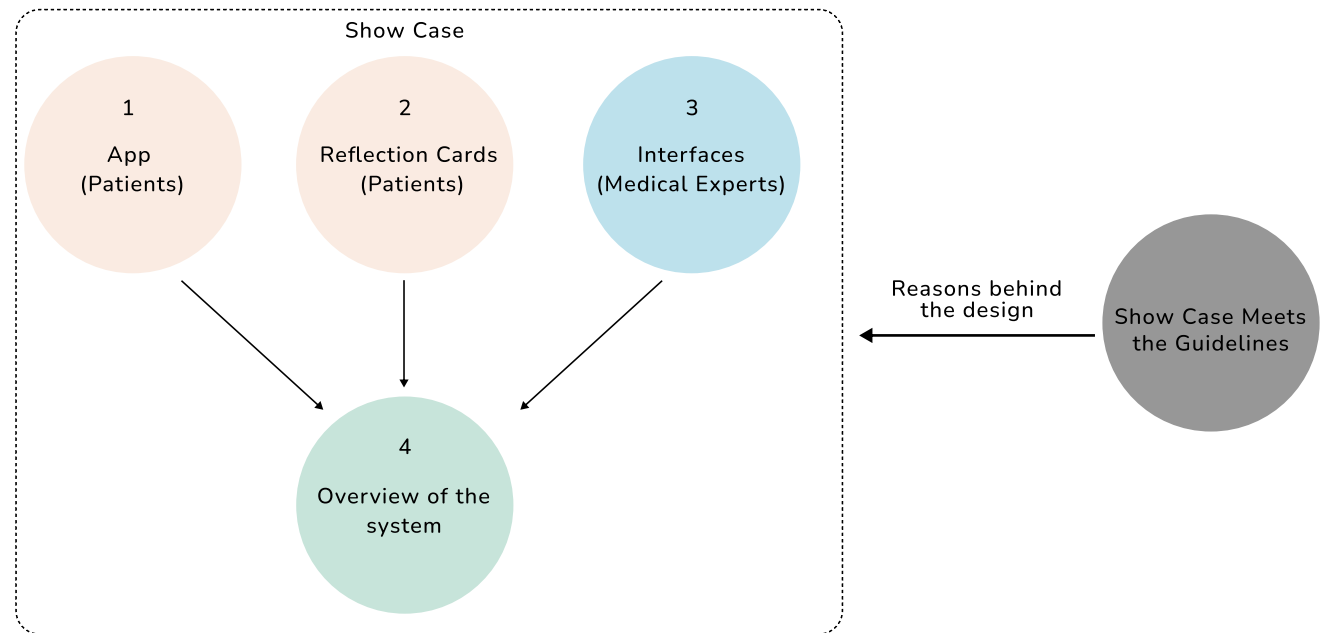 Show Case
1
App
(Patients)
2
Reflection Cards
(Patients)
3
Interfaces
(Medical Experts)
Reasons behind
the design
Show Case Meets
the Guidelines
4
Overview of the
system